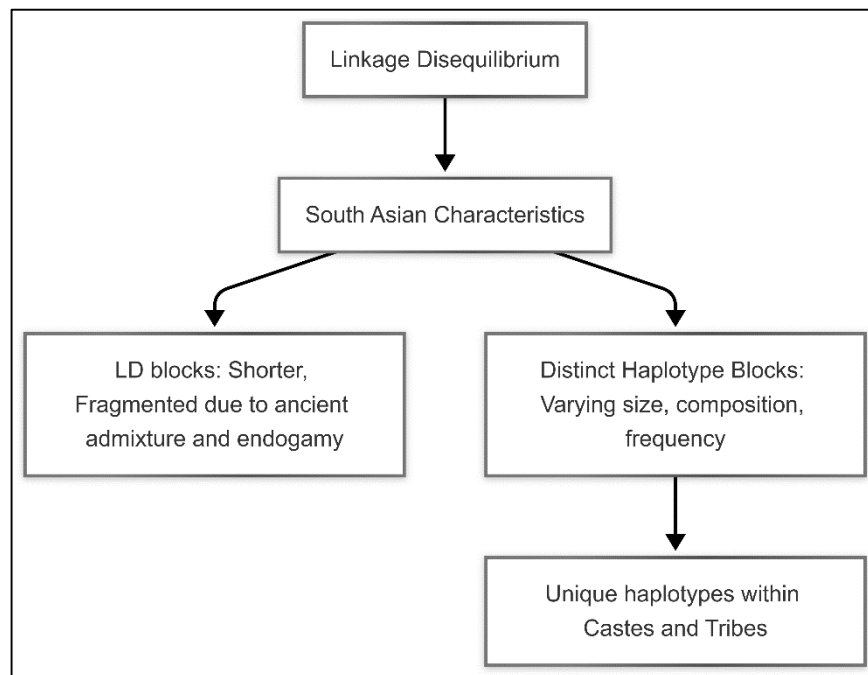 Linkage Disequilibrium
South Asian Characteristics
LD blocks: Shorter,
Fragmented due to ancient
admixture and endogamy
Distinct Haplotype Blocks:
Varying size, composition,
frequency
Unique haplotypes within
Castes and Tribes